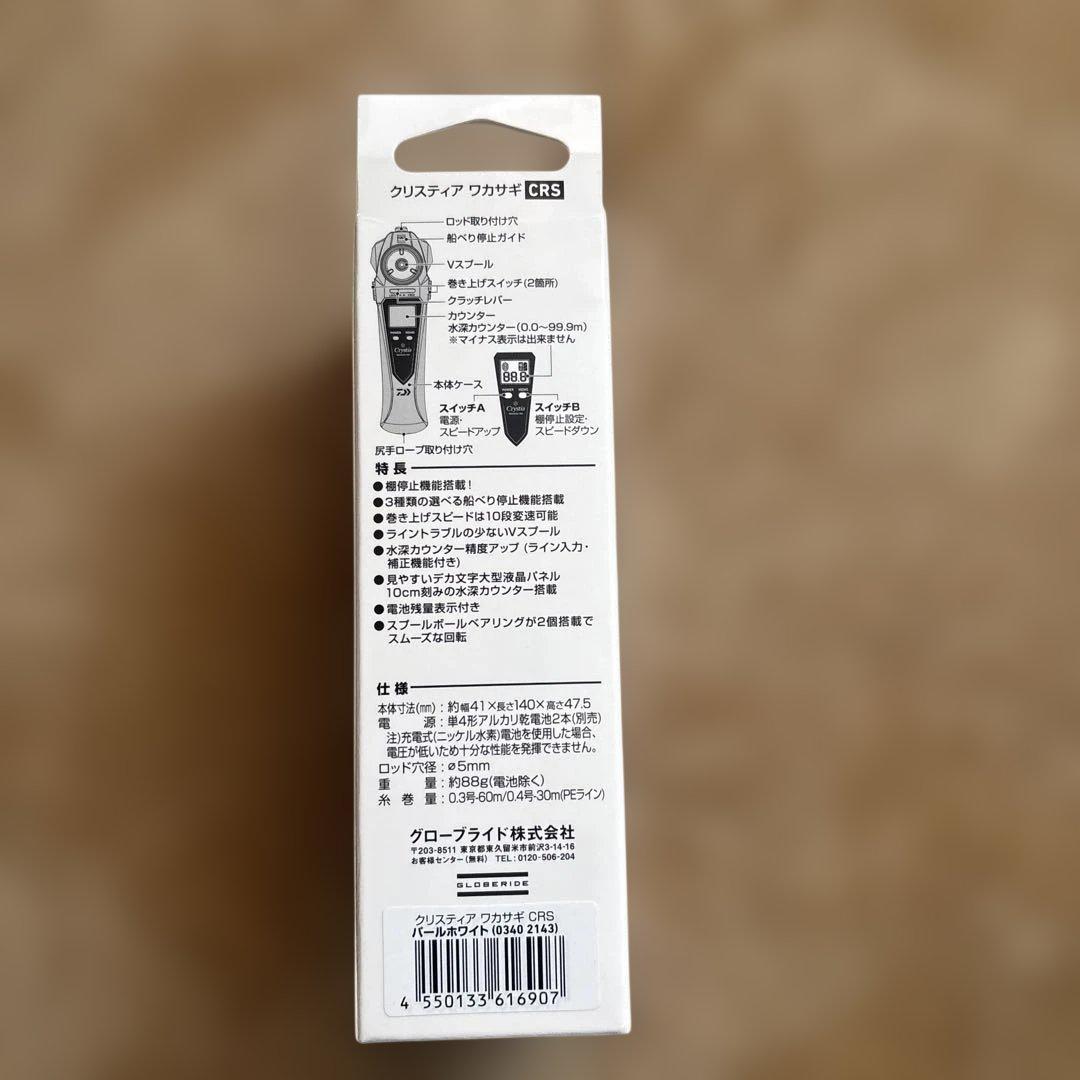 クリスティア ワカサギ CRS
ロッド取り付け穴
船べり停止ガイド
Vスプール
巻き上げスイッチ(2箇所)
クラッチレバー
カウンター
水深カウンター(0.0～99.9m)
※マイナス表示は出来ません
88.8
POWER MEMO
Crystia
本体ケース
スイッチA
電源・
スピードアップ
スイッチB
棚停止設定・
スピードダウン
尻手ロープ取り付け穴
特長
●棚停止機能搭載！
●3種類の選べる船べり停止機能搭載
●巻き上げスピードは10段変速可能
●ライントラブルの少ないVスプール
●水深カウンター精度アップ (ライン入力・
補正機能付き)
●見やすいデカ文字大型液晶パネル
10cm刻みの水深カウンター搭載
●電池残量表示付き
●スプールボールベアリングが2個搭載で
スムーズな回転
仕様
本体寸法(mm)：約幅41×長さ140×高さ47.5
電源：単4形アルカリ乾電池2本(別売)
注)充電式(ニッケル水素)電池を使用した場合、
電圧が低いため十分な性能を発揮できません。
ロッド穴径：⌀5mm
重量：約88g(電池除く)
糸巻量：0.3号-60m/0.4号-30m(PEライン)
グローブライド株式会社
〒203-8511 東京都東久留米市前沢3-14-16
お客様センター(無料) TEL：0120-506-204
GLOBERIDE
クリスティア ワカサギ CRS
パールホワイト (0340 2143)
4 550133 616907